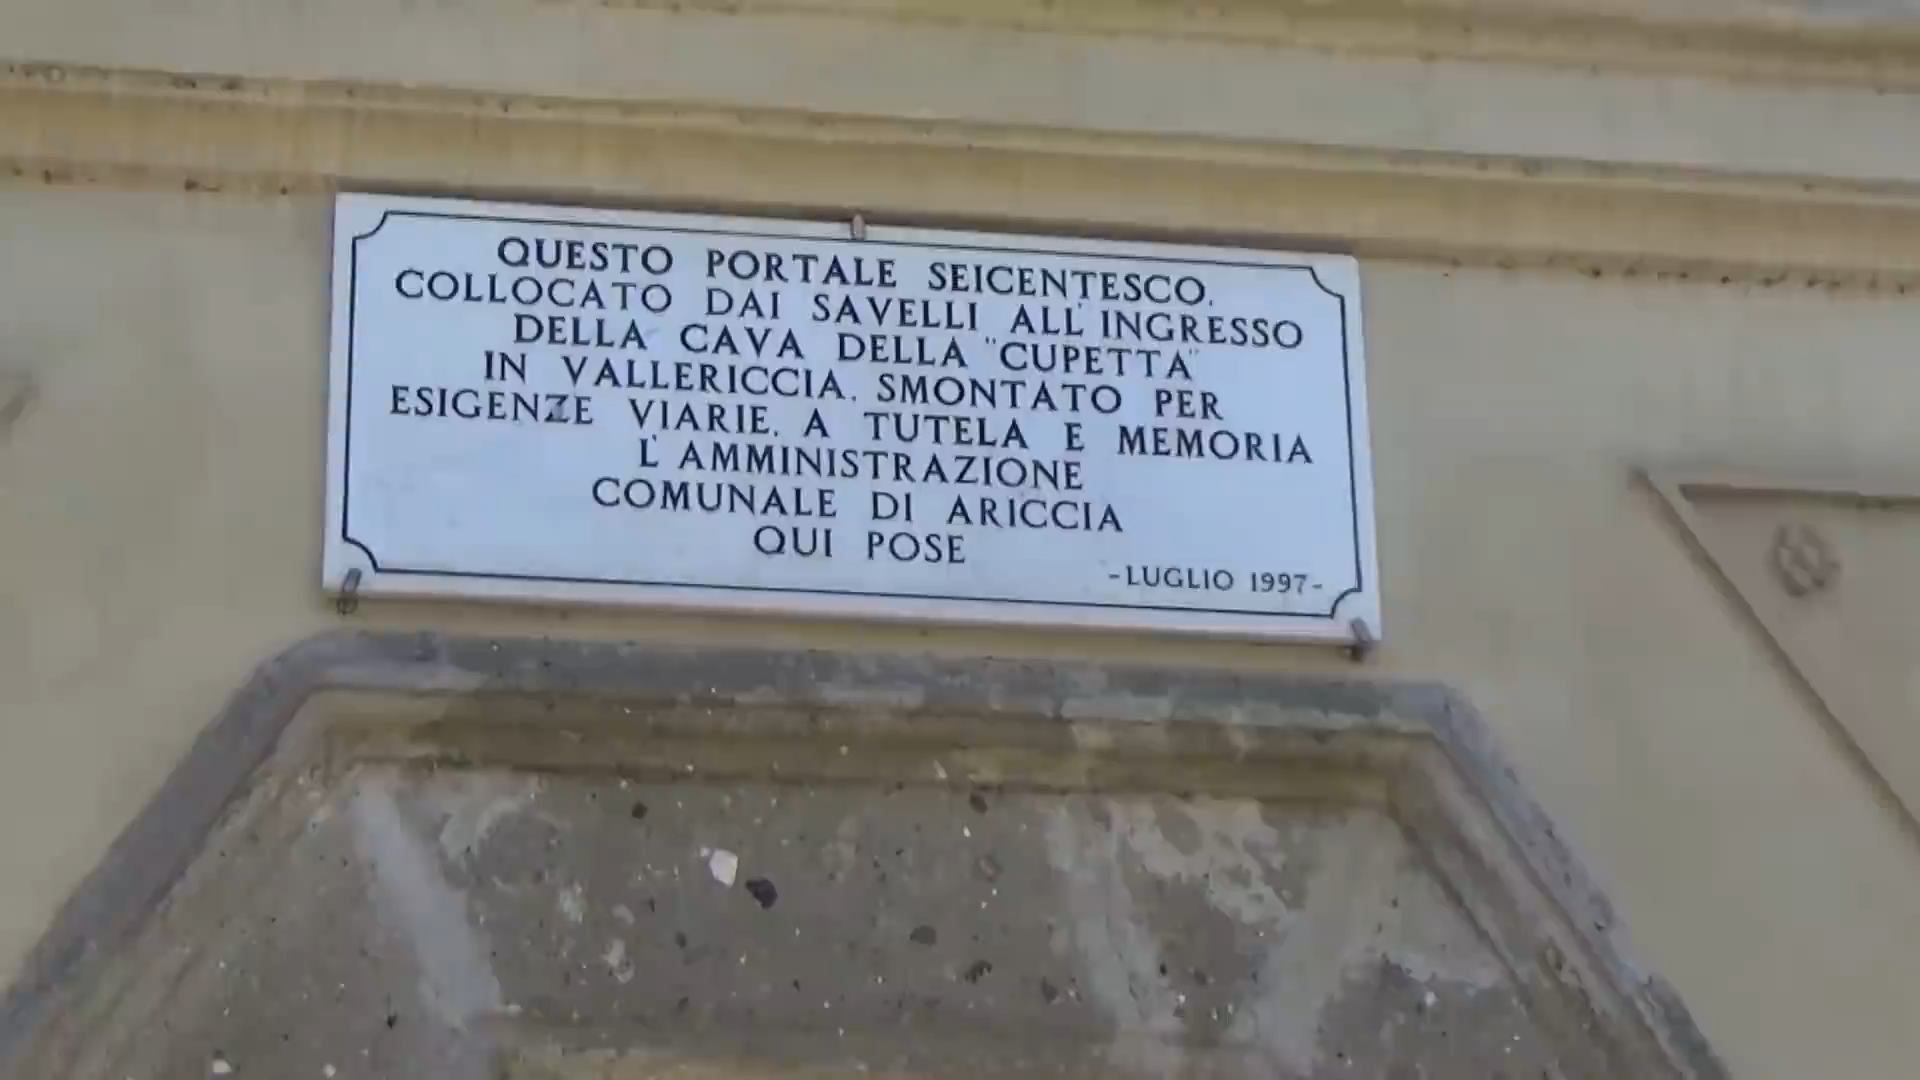 QUESTO PORTALE SEICENTESCO,
COLLOCATO DAI SAVELLI ALL'INGRESSO
DELLA CAVA DELLA "CUPETTA"
IN VALLERICCIA, SMONTATO PER
ESIGENZE VIARIE, A TUTELA E MEMORIA
L'AMMINISTRAZIONE
COMUNALE DI ARICCIA
QUI POSE
-LUGLIO 1997-